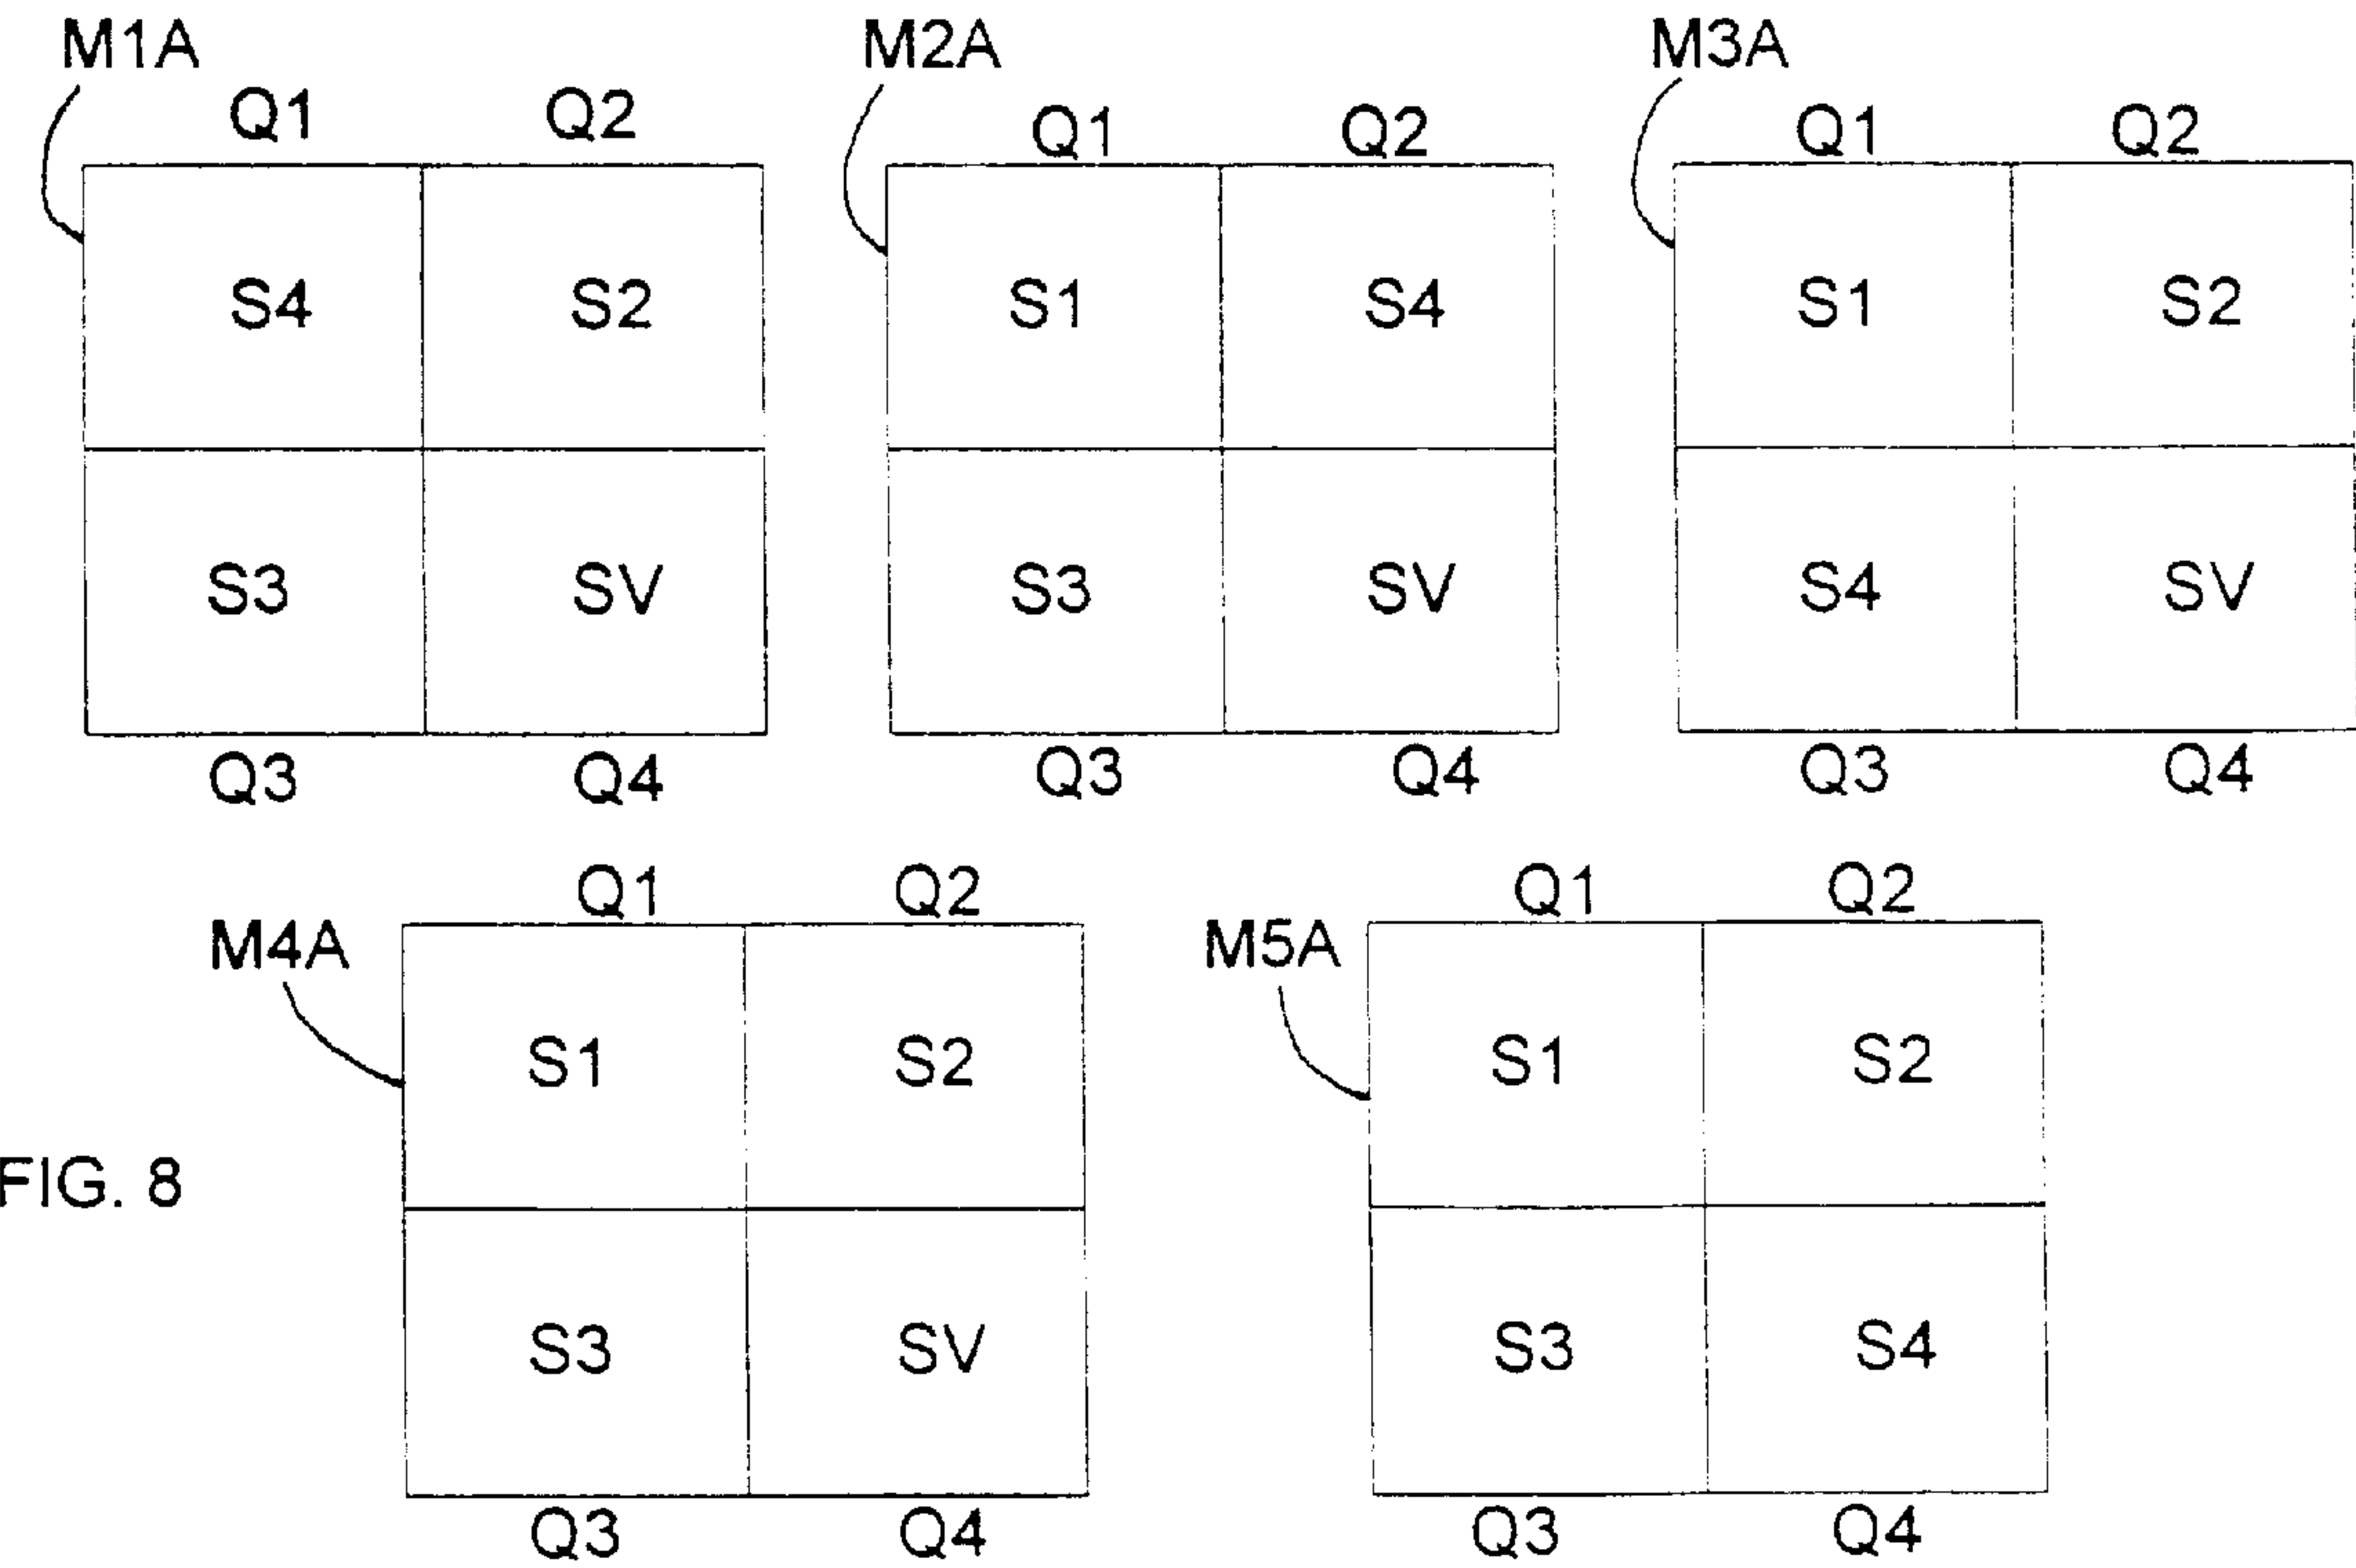 M1A M2A M3A
Q1 Q2 Q1 Q2 Q1 Q2
S4 S2 S1 S4 S1 S2
S3 SV S3 SV S4 SV
Q3 Q4 Q3 Q4 Q3 Q4
Q1 Q2 Q1 Q2
M4A M5A
S1 S2 S1 S2
FIG. 8
S3 SV S3 S4
Q3 Q4 Q3 Q4